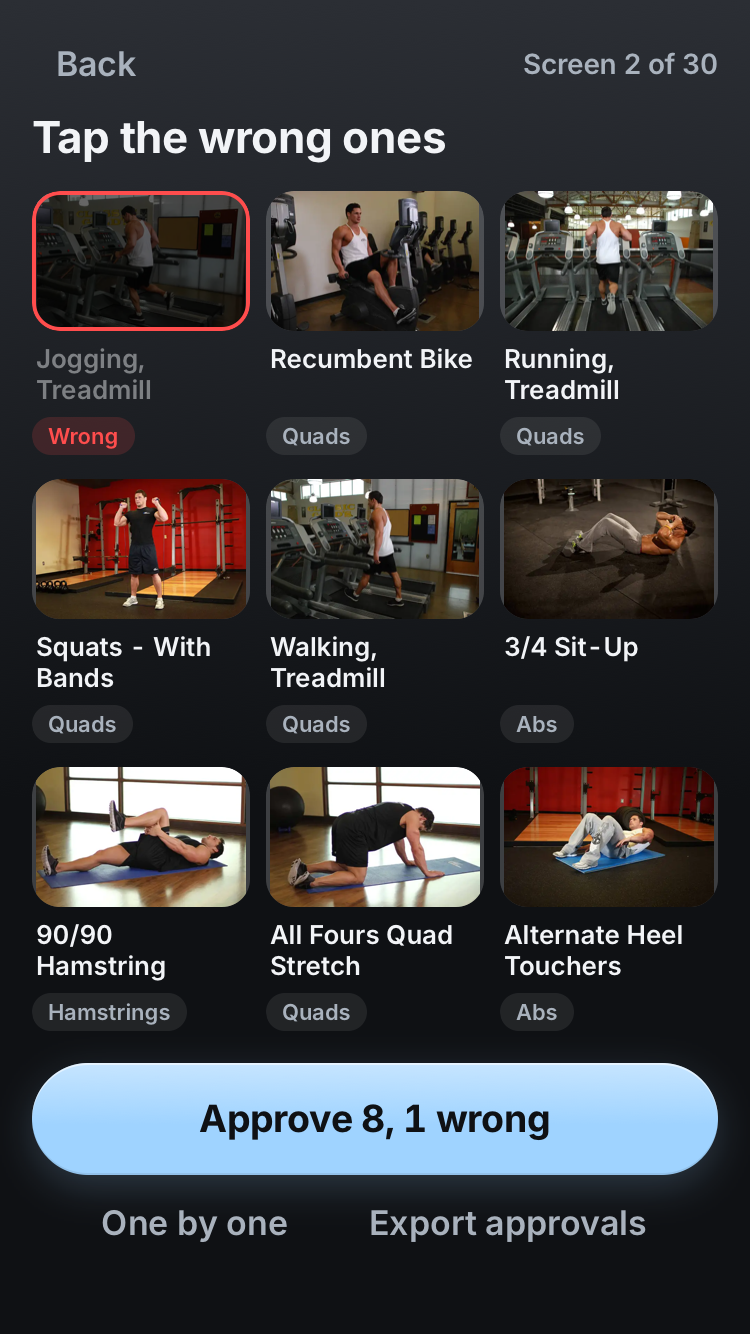 Back
Screen 2 of 30
Tap the wrong ones
Jogging,
Treadmill
Wrong
Recumbent Bike
Quads
Running,
Treadmill
Quads
Squats - With
Bands
Quads
Walking,
Treadmill
Quads
3/4 Sit-Up
Abs
90/90
Hamstring
Hamstrings
All Fours Quad
Stretch
Quads
Alternate Heel
Touchers
Abs
Approve 8, 1 wrong
One by one
Export approvals